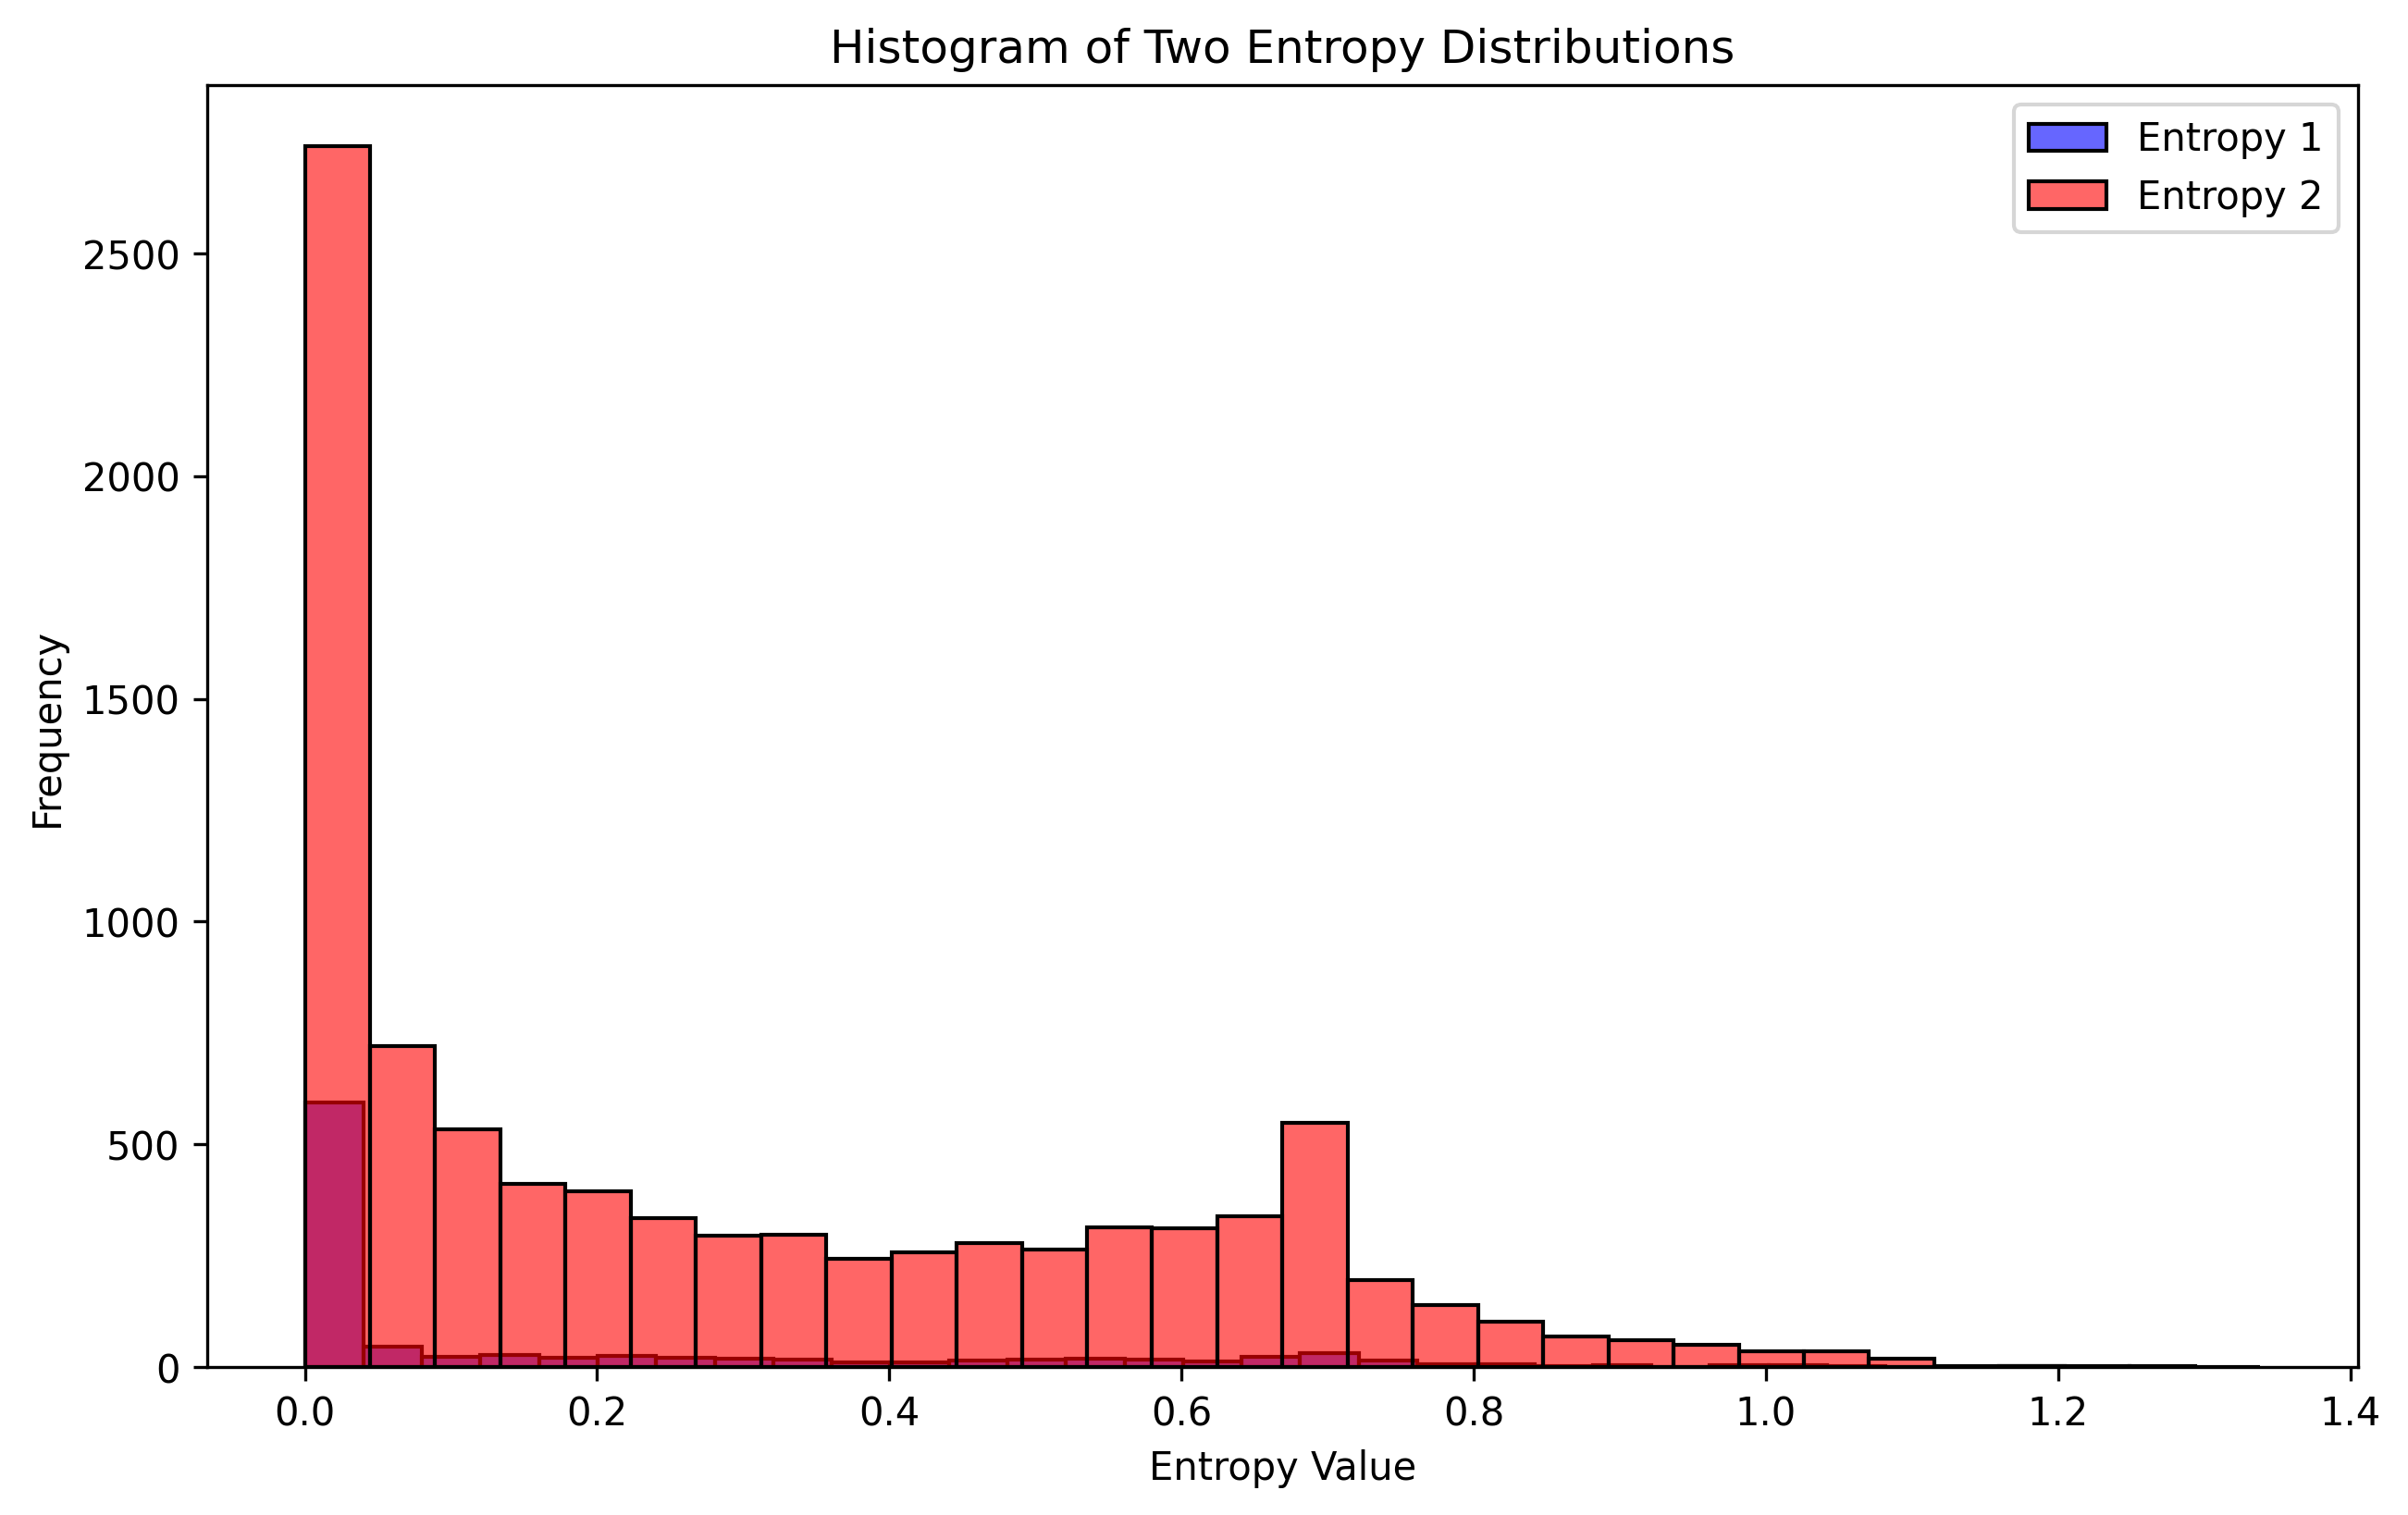 Histogram of Two Entropy Distributions
Entropy 1
Entropy 2
Frequency
2500
2000
1500
1000
500
0
0.0 0.2 0.4 0.6 0.8 1.0 1.2 1.4
Entropy Value